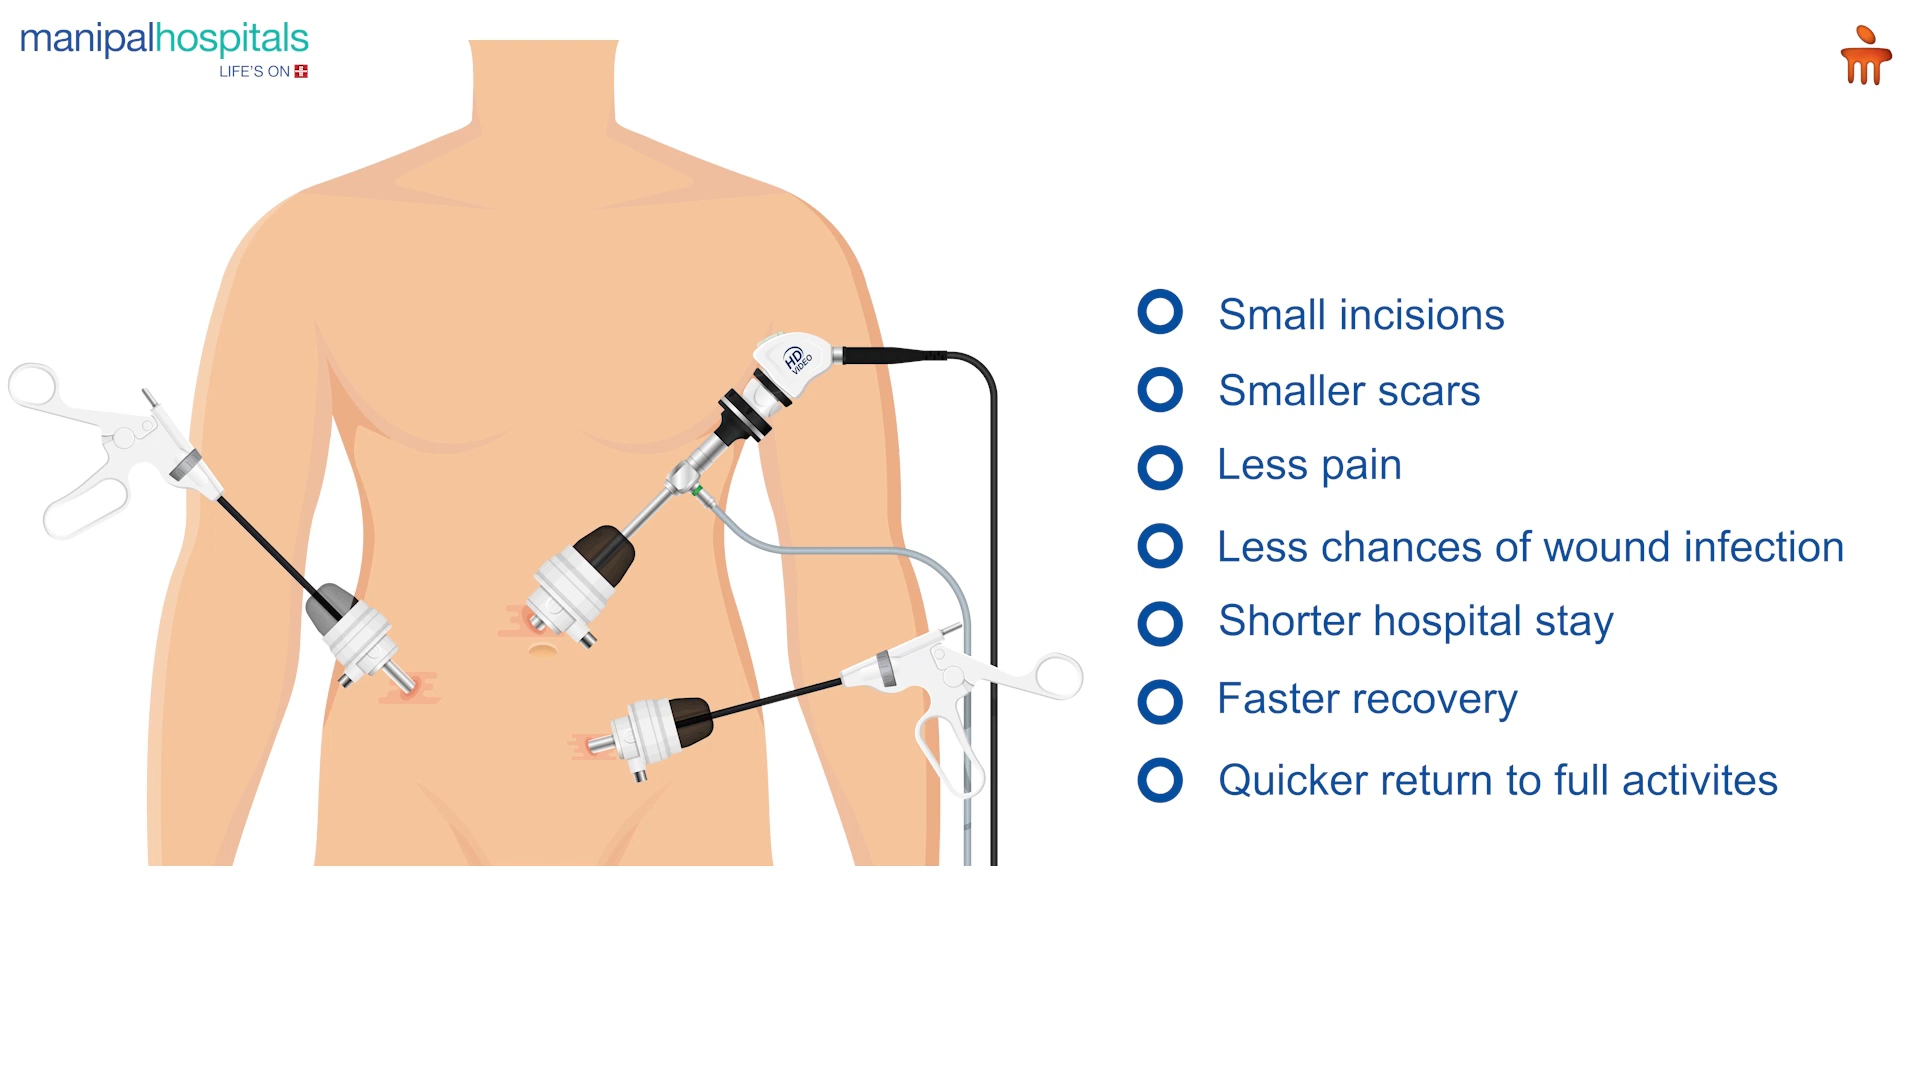 manipalhospitals
LIFE'S ON
HD
VIDEO
Small incisions
Smaller scars
Less pain
Less chances of wound infection
Shorter hospital stay
Faster recovery
Quicker return to full activites